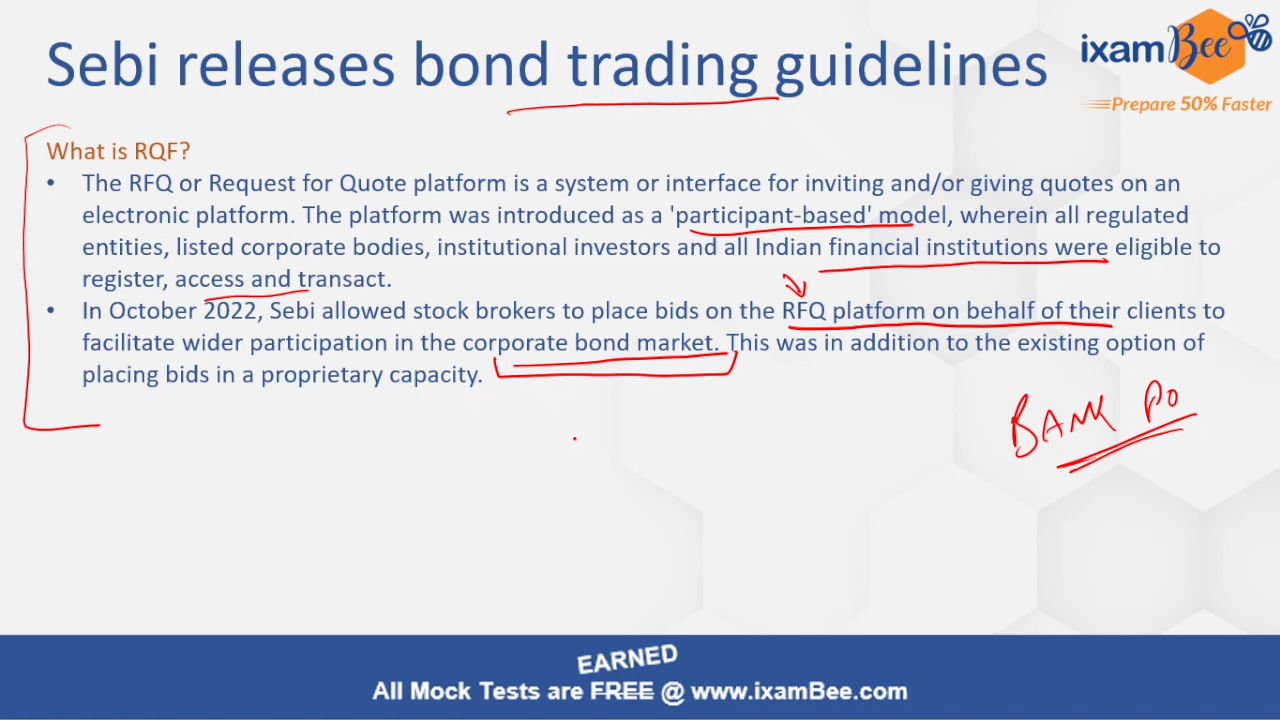 Sebi releases bond trading guidelines
ixamBee
Prepare 50% Faster
What is RQF?
• The RFQ or Request for Quote platform is a system or interface for inviting and/or giving quotes on an
electronic platform. The platform was introduced as a 'participant-based' model, wherein all regulated
entities, listed corporate bodies, institutional investors and all Indian financial institutions were eligible to
register, access and transact.
• In October 2022, Sebi allowed stock brokers to place bids on the RFQ platform on behalf of their clients to
facilitate wider participation in the corporate bond market. This was in addition to the existing option of
placing bids in a proprietary capacity.
BANK PO
EARNED
All Mock Tests are FREE @ www.ixamBee.com